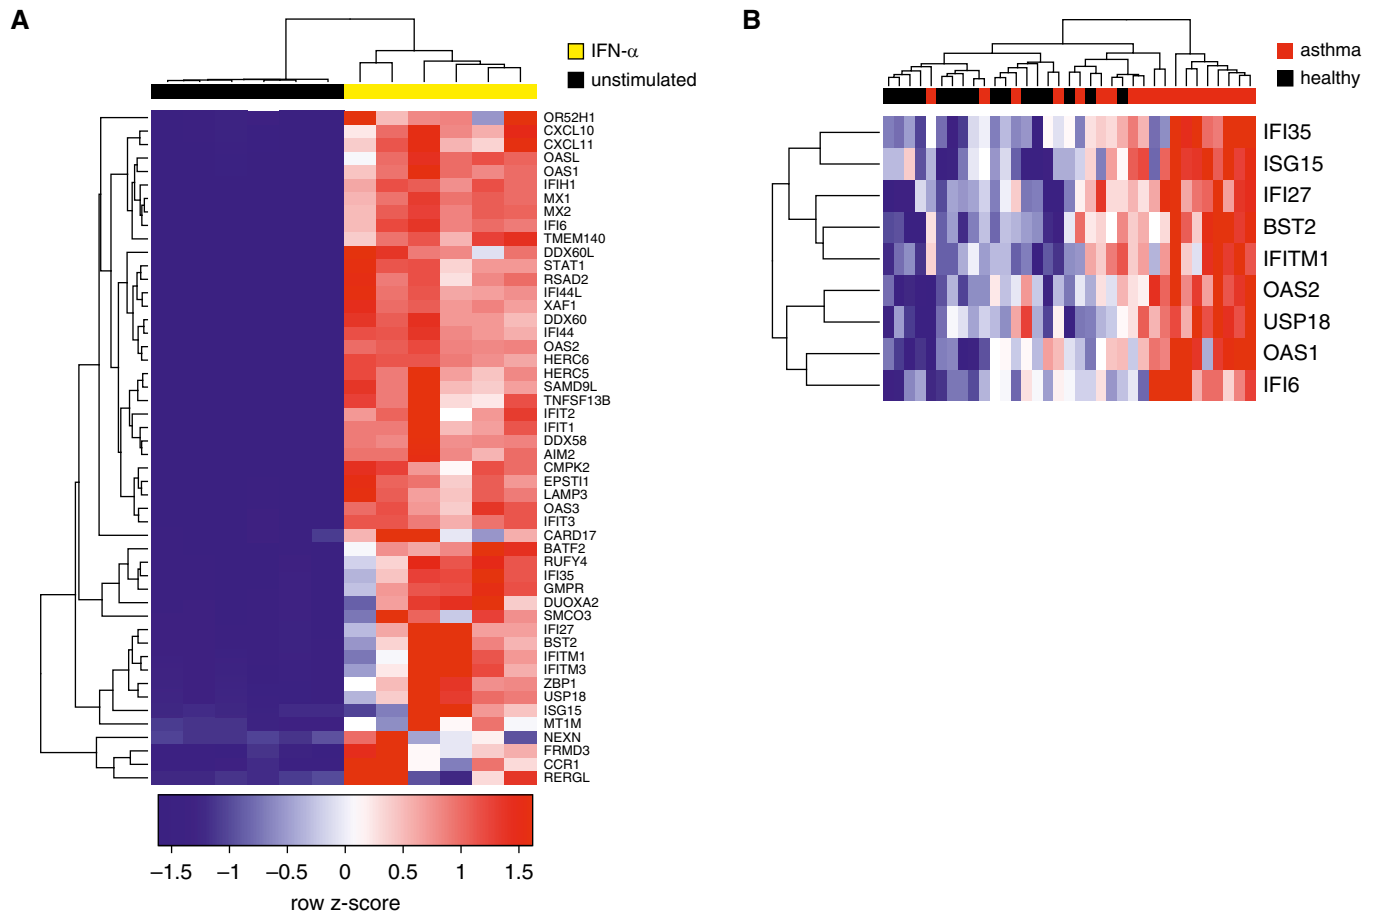 A
IFN-α
unstimulated
OR52H1
CXCL10
CXCL11
OASL
OAS1
IFIH1
MX1
MX2
IFI6
TMEM140
DDX60L
STAT1
RSAD2
IFI44L
XAF1
DDX60
IFI44
OAS2
HERC6
HERC5
SAMD9L
TNFSF13B
IFIT2
IFIT1
DDX58
AIM2
CMPK2
EPSTI1
LAMP3
OAS3
IFIT3
CARD17
BATF2
RUFY4
IFI35
GMPR
DUOXA2
SMCO3
IFI27
BST2
IFITM1
IFITM3
ZBP1
USP18
ISG15
MT1M
NEXN
FRMD3
CCR1
RERGL
−1.5 −1 −0.5 0 0.5 1 1.5
row z-score
B
asthma
healthy
IFI35
ISG15
IFI27
BST2
IFITM1
OAS2
USP18
OAS1
IFI6